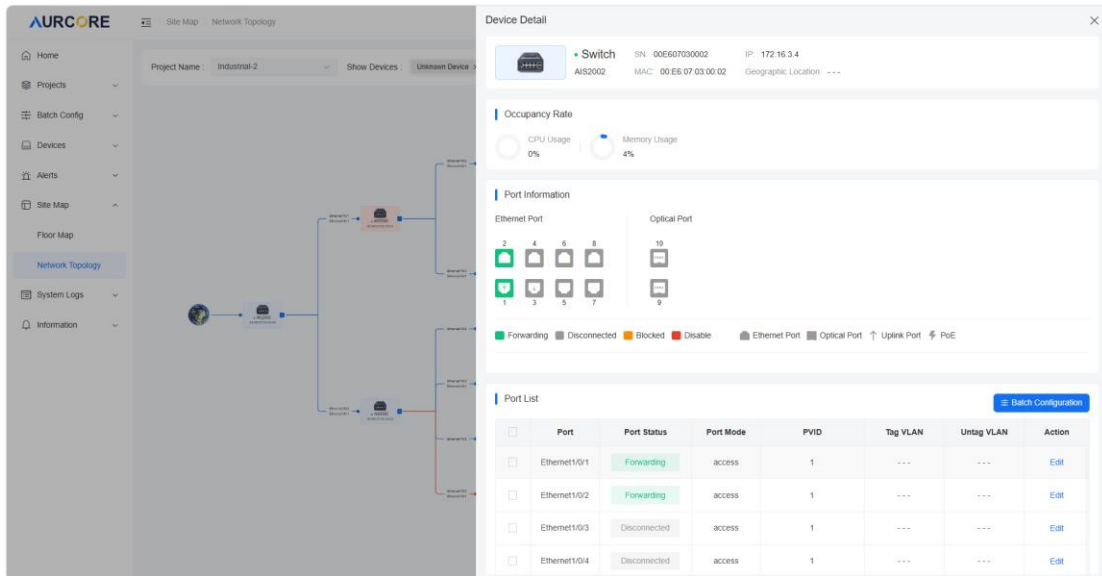 AURCORE
Site Map Network Topology
Home
Project Name : Industrial-2 Show Devices : Unknown Device
Projects
Batch Config
Devices
Alerts
Site Map
Floor Map
Network Topology
System Logs
Information
Device Detail
Switch SN: 00E607030002 IP: 172.16.3.4
AIS2002 MAC: 00:E6:07:03:00:02 Geographic Location ---
Occupancy Rate
CPU Usage Memory Usage
0% 4%
Port Information
Ethernet Port Optical Port
2 4 6 8 10
1 3 5 7 9
Forwarding Disconnected Blocked Disable Ethernet Port Optical Port Uplink Port PoE
Port List Batch Configuration
Port Port Status Port Mode PVID Tag VLAN Untag VLAN Action
Ethernet1/0/1 Forwarding access 1 --- --- Edit
Ethernet1/0/2 Forwarding access 1 --- --- Edit
Ethernet1/0/3 Disconnected access 1 --- --- Edit
Ethernet1/0/4 Disconnected access 1 --- --- Edit